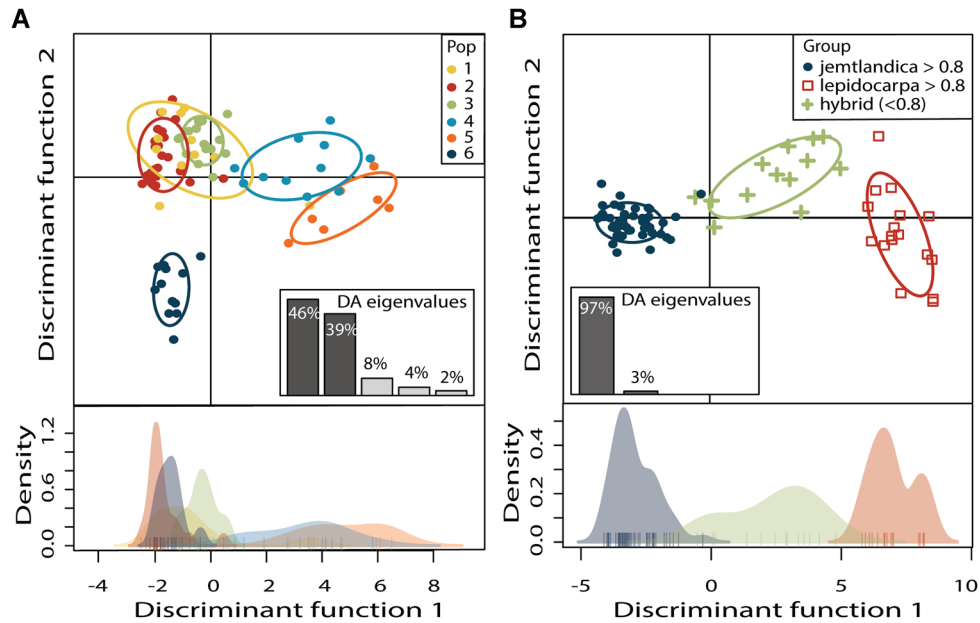 A
Discriminant function 2
Pop
1
2
3
4
5
6
DA eigenvalues
46%
39%
8%
4%
2%
Density
0.0
0.6
1.2
-4 -2 0 2 4 6 8
Discriminant function 1
B
Discriminant function 2
Group
jemtlandica > 0.8
lepidocarpa > 0.8
hybrid (<0.8)
DA eigenvalues
97%
3%
Density
0.0
0.2
0.4
-5 0 5 10
Discriminant function 1